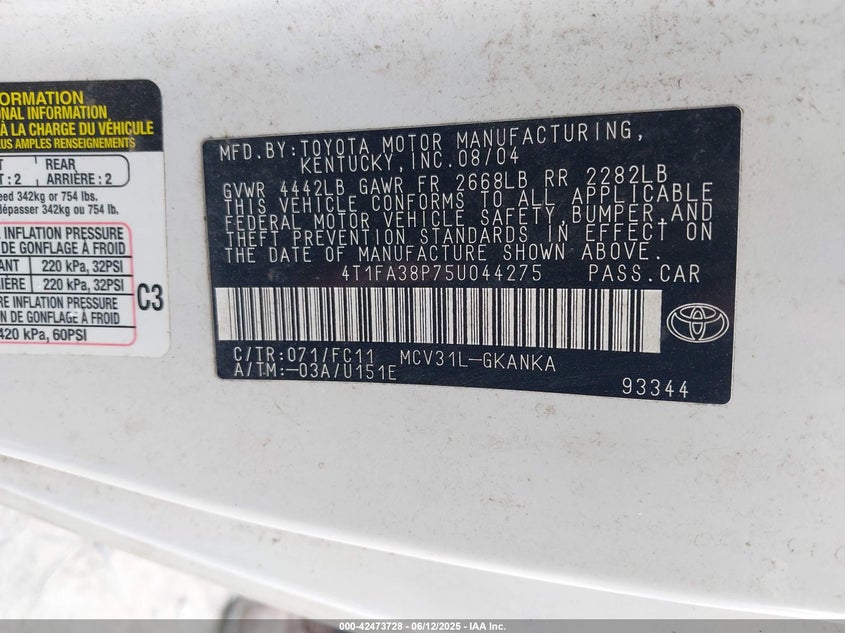 ORMATION
NAL INFORMATION
À LA CHARGE DU VÉHICULE
LUS AMPLES RENSEIGNEMENTS
T
: 2
REAR
ARRIÈRE : 2
eed 342kg or 754 lbs.
dépasser 342kg ou 754 lb.
INFLATION PRESSURE
DE GONFLAGE À FROID
ANT 220 kPa, 32PSI
IÈRE 220 kPa, 32PSI
RE INFLATION PRESSURE
DE GONFLAGE À FROID
420 kPa, 60PSI
C3
MFD. BY: TOYOTA MOTOR MANUFACTURING,
KENTUCKY, INC. 08/04
GVWR 4442LB GAWR FR 2668LB RR 2282LB
THIS VEHICLE CONFORMS TO ALL APPLICABLE
FEDERAL MOTOR VEHICLE SAFETY, BUMPER, AND
THEFT PREVENTION STANDARDS IN EFFECT ON
THE DATE OF MANUFACTURE SHOWN ABOVE.
4T1FA38P75U044275 PASS.CAR
C/TR:071/FC11 MCV31L-GKANKA
A/TM:-03A/U151E
93344
000-42473728 - 06/12/2025 - IAA Inc.